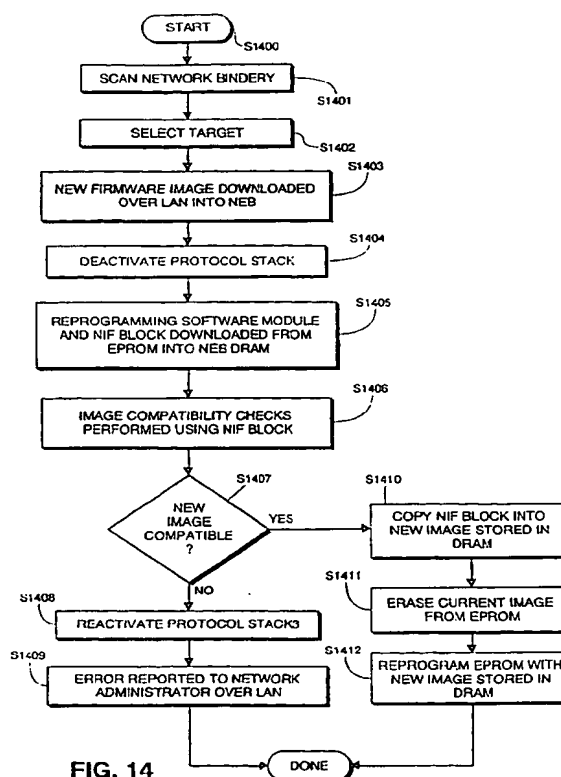 START
S1400
SCAN NETWORK BINDERY
S1401
SELECT TARGET
S1402
S1403
NEW FIRMWARE IMAGE DOWNLOADED
OVER LAN INTO NEB
S1404
DEACTIVATE PROTOCOL STACK
S1405
REPROGRAMMING SOFTWARE MODULE
AND NIF BLOCK DOWNLOADED FROM
EPROM INTO NEB DRAM
S1406
IMAGE COMPATIBILITY CHECKS
PERFORMED USING NIF BLOCK
S1407
NEW
IMAGE
COMPATIBLE
?
YES
NO
S1410
COPY NIF BLOCK INTO
NEW IMAGE STORED IN
DRAM
S1411
ERASE CURRENT IMAGE
FROM EPROM
S1412
REPROGRAM EPROM WITH
NEW IMAGE STORED IN
DRAM
S1408
REACTIVATE PROTOCOL STACKS
S1409
ERROR REPORTED TO NETWORK
ADMINISTRATOR OVER LAN
DONE
FIG. 14